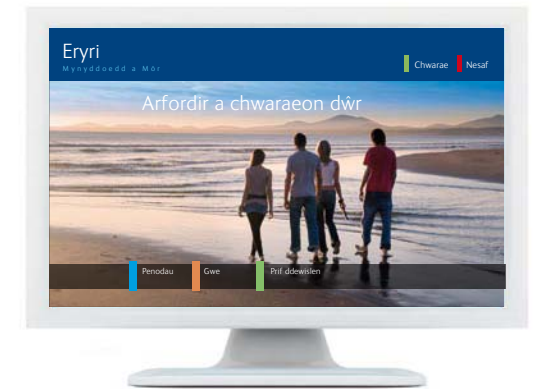 Eryri
Mynyddoedd a Môr
Chwarae Nesaf
Arfordir a chwaraeon dŵr
Penodau Gwe Prif ddewislen